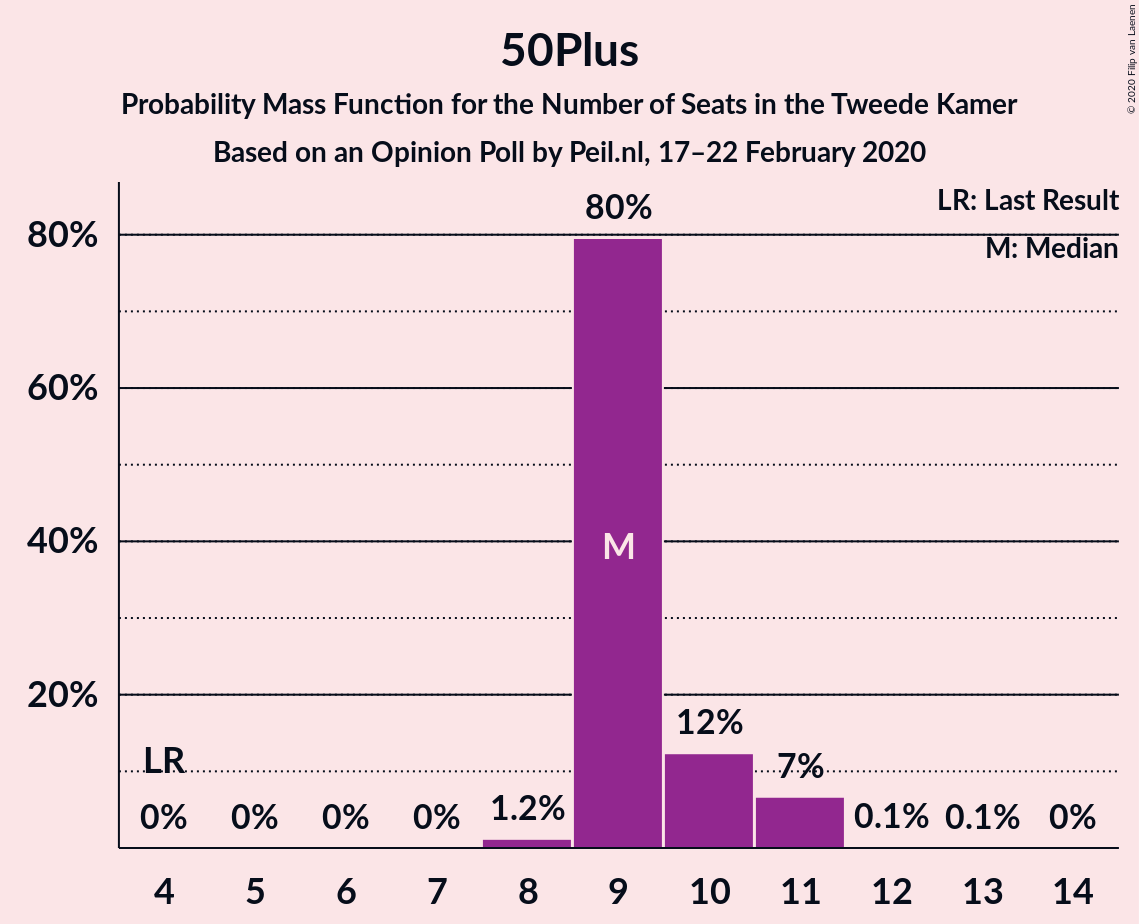 50Plus
Probability Mass Function for the Number of Seats in the Tweede Kamer
Based on an Opinion Poll by Peil.nl, 17–22 February 2020
© 2020 Filip van Laenen
LR: Last Result
M: Median
80%
60%
40%
20%
LR
M
0%
0%
0%
0%
1.2%
80%
12%
7%
0.1%
0.1%
0%
4 5 6 7 8 9 10 11 12 13 14